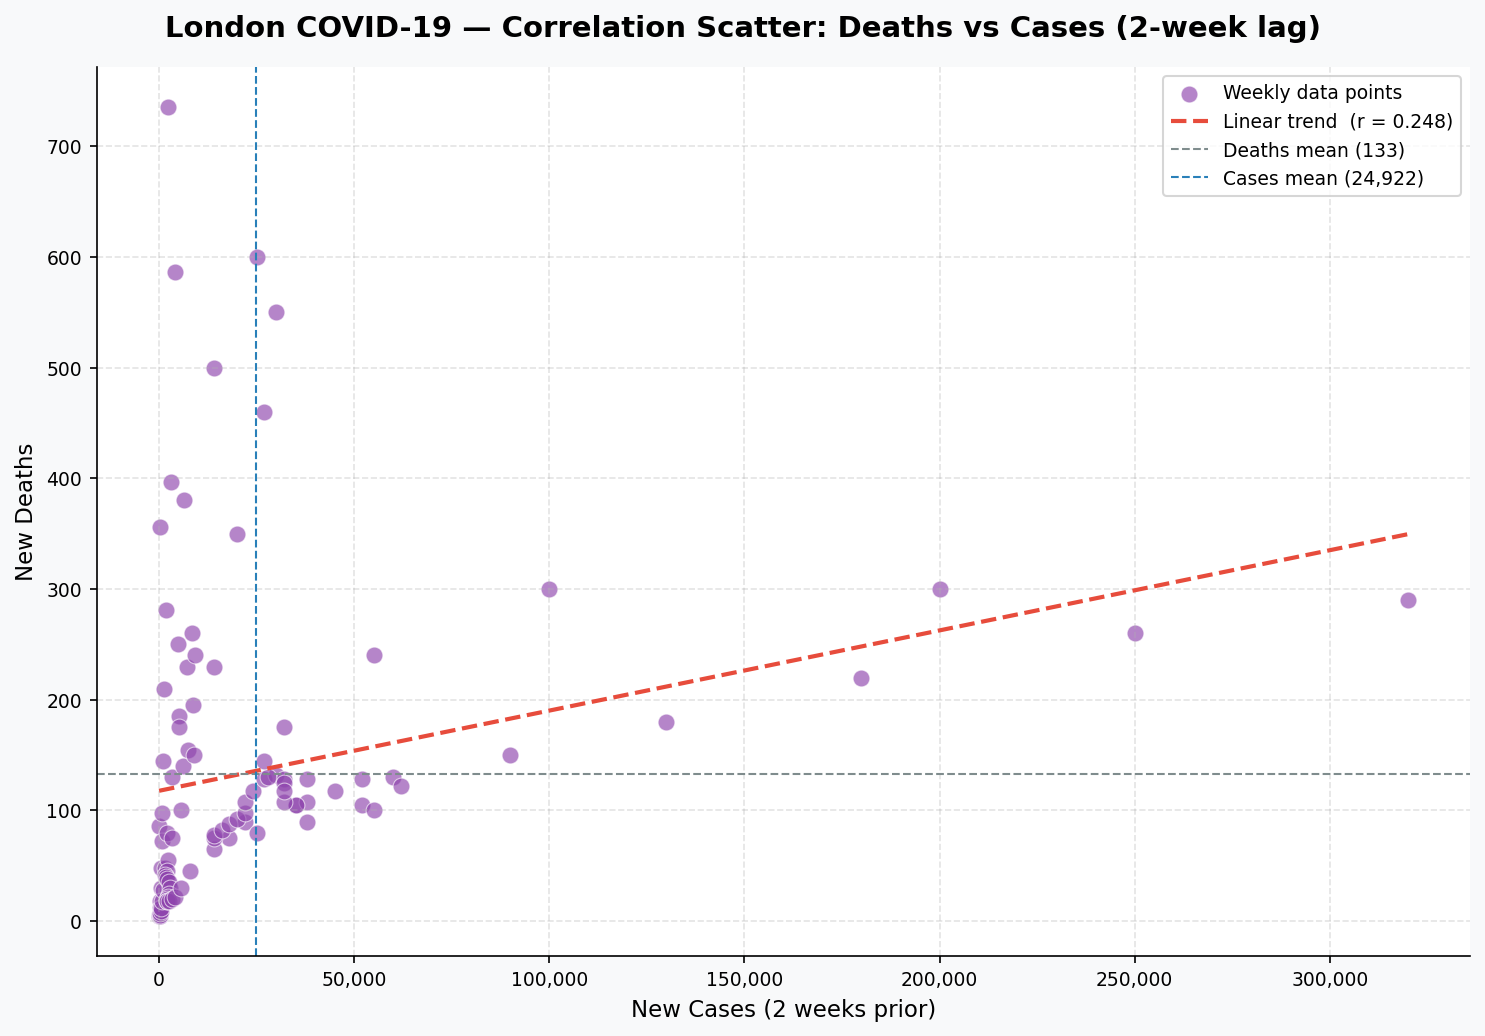 London COVID-19 — Correlation Scatter: Deaths vs Cases (2-week lag)
Weekly data points
Linear trend  (r = 0.248)
Deaths mean (133)
Cases mean (24,922)
New Deaths
700
600
500
400
300
200
100
0
0
50,000
100,000
150,000
200,000
250,000
300,000
New Cases (2 weeks prior)